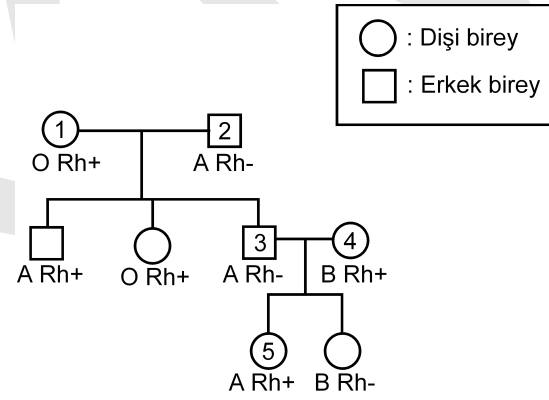 : Dişi birey
: Erkek birey
1 2
O Rh+ A Rh-
3 4
A Rh+ O Rh+ A Rh- B Rh+
5
A Rh+ B Rh-